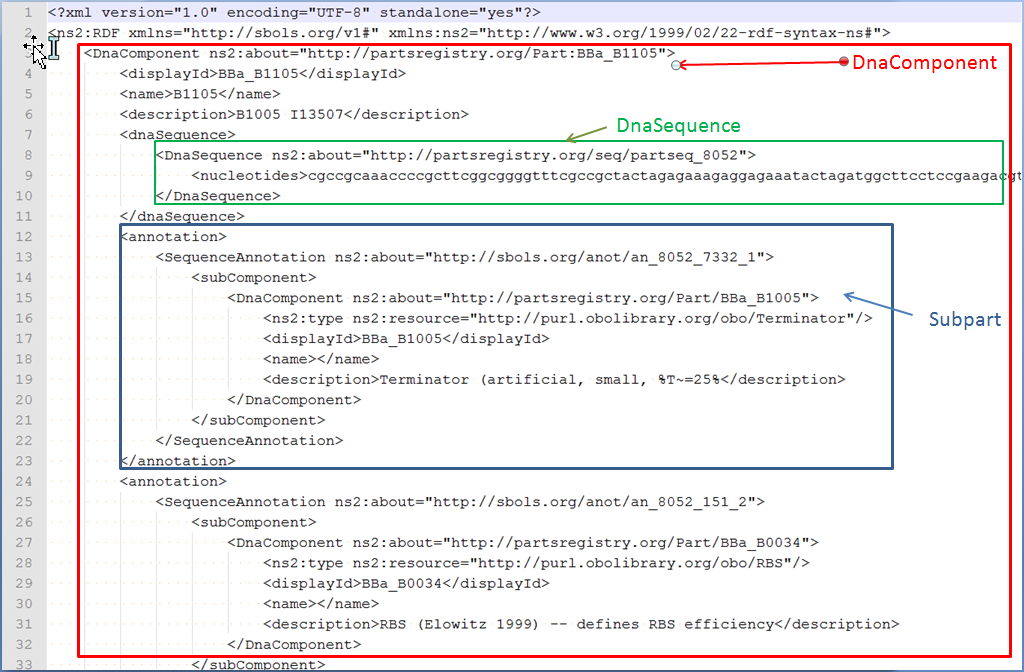 1 <?xml version="1.0" encoding="UTF-8" standalone="yes"?>
2 <ns2:RDF xmlns="http://sbols.org/v1#" xmlns:ns2="http://www.w3.org/1999/02/22-rdf-syntax-ns#">
3 <DnaComponent ns2:about="http://partsregistry.org/Part:BBa_B1105">
DnaComponent
4 <displayId>BBa_B1105</displayId>
5 <name>B1105</name>
6 <description>B1005 I13507</description>
7 <dnaSequence>
DnaSequence
8 <DnaSequence ns2:about="http://partsregistry.org/seq/partseq_8052">
9 <nucleotides>cgccgcaaaccccgcttcggcggggtttcgccgctactagagaaagaggagaaatactagatggcttcctccgaagacgt
10 </DnaSequence>
11 </dnaSequence>
12 <annotation>
13 <SequenceAnnotation ns2:about="http://sbols.org/anot/an_8052_7332_1">
14 <subComponent>
15 <DnaComponent ns2:about="http://partsregistry.org/Part/BBa_B1005">
Subpart
16 <ns2:type ns2:resource="http://purl.obolibrary.org/obo/Terminator"/>
17 <displayId>BBa_B1005</displayId>
18 <name></name>
19 <description>Terminator (artificial, small, %T~=25%</description>
20 </DnaComponent>
21 </subComponent>
22 </SequenceAnnotation>
23 </annotation>
24 <annotation>
25 <SequenceAnnotation ns2:about="http://sbols.org/anot/an_8052_151_2">
26 <subComponent>
27 <DnaComponent ns2:about="http://partsregistry.org/Part/BBa_B0034">
28 <ns2:type ns2:resource="http://purl.obolibrary.org/obo/RBS"/>
29 <displayId>BBa_B0034</displayId>
30 <name></name>
31 <description>RBS (Elowitz 1999) -- defines RBS efficiency</description>
32 </DnaComponent>
33 </subComponent>